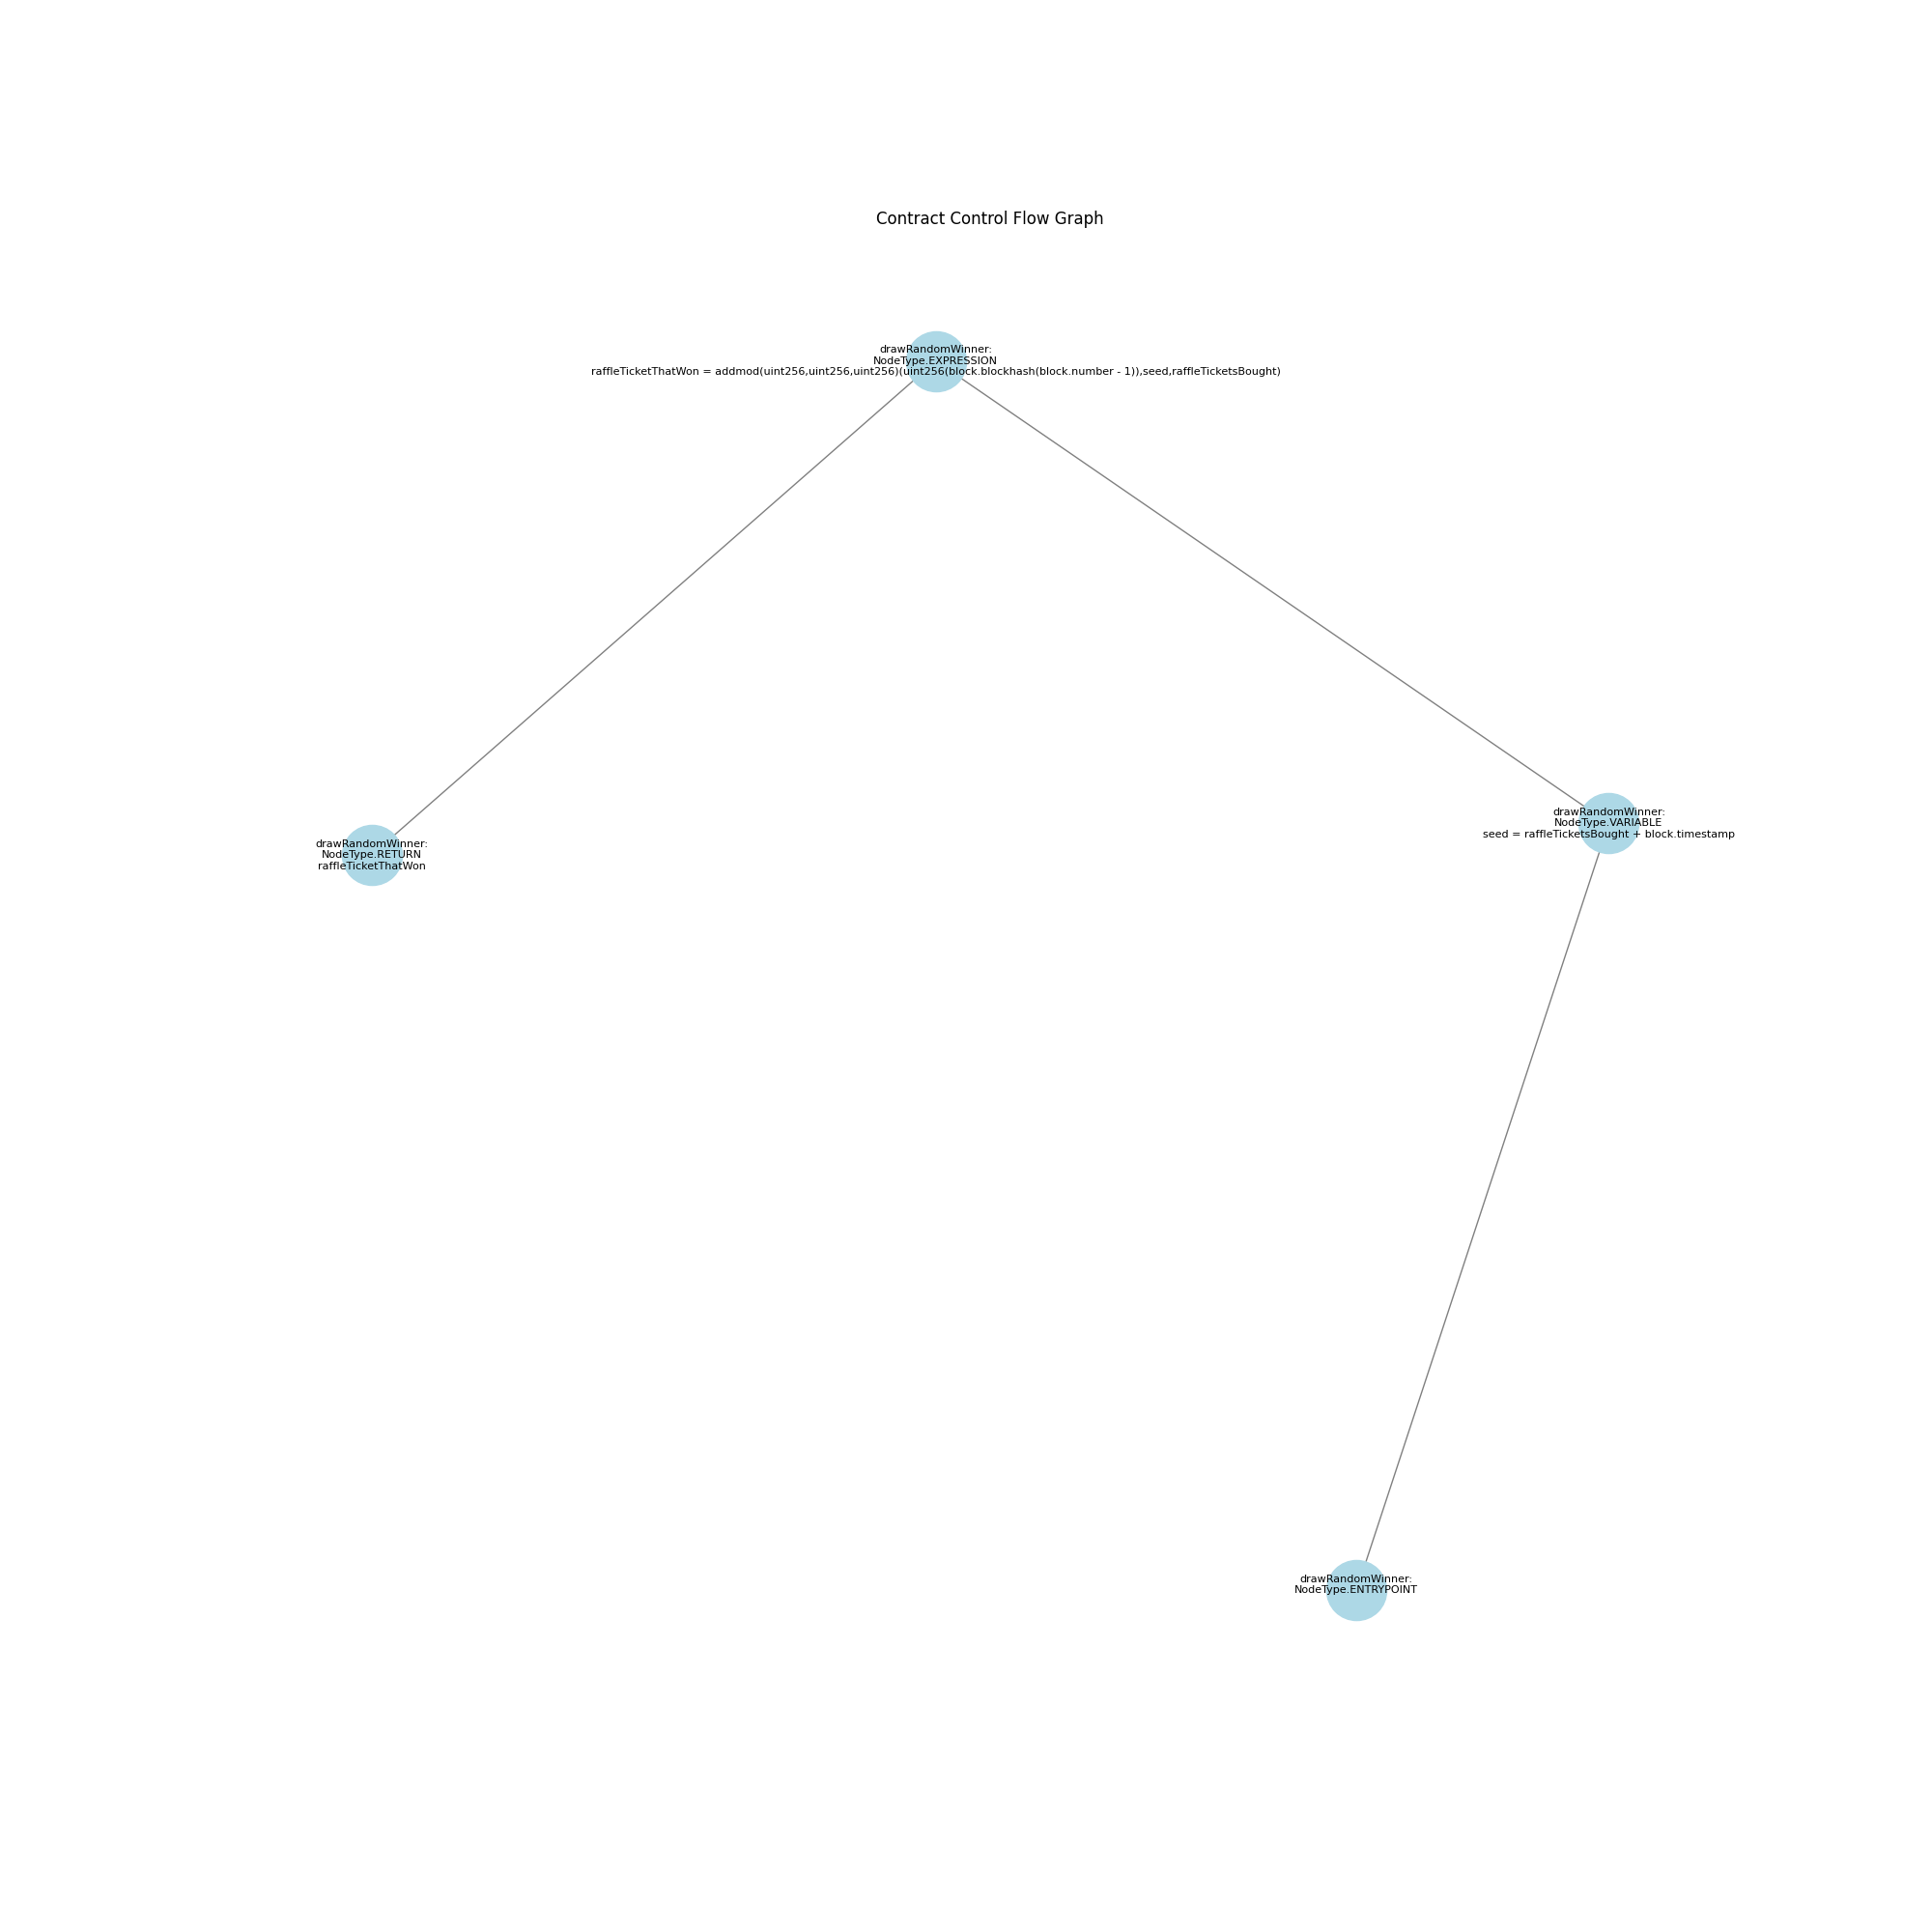 Contract Control Flow Graph
drawRandomWinner:
NodeType.EXPRESSION
raffleTicketThatWon = addmod(uint256,uint256,uint256)(uint256(block.blockhash(block.number - 1)),seed,raffleTicketsBought)
drawRandomWinner:
NodeType.VARIABLE
seed = raffleTicketsBought + block.timestamp
drawRandomWinner:
NodeType.RETURN
raffleTicketThatWon
drawRandomWinner:
NodeType.ENTRYPOINT